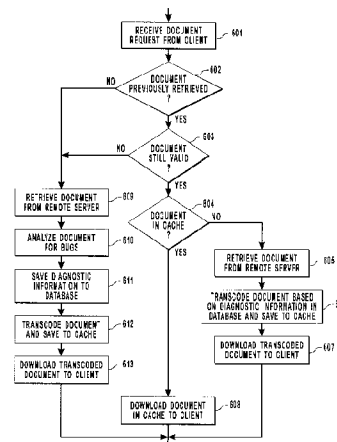 RECEIVE DOCUMENT
REQUEST FROM CLIENT
601
602
DOCUMENT
PREVIOUSLY RETRIEVED
?
NO
YES
603
DOCUMENT
STILL VALID
?
NO
YES
604
DOCUMENT
IN CACHE
?
NO
YES
RETRIEVE DOCUMENT
FROM REMOTE SERVER
609
ANALYZE DOCUMENT
FOR BUGS
610
SAVE DIAGNOSTIC
INFORMATION TO
DATABASE
611
TRANSCODE DOCUMENT
AND SAVE TO CACHE
612
DOWNLOAD TRANSCODED
DOCUMENT TO CLIENT
613
RETRIEVE DOCUMENT
FROM REMOTE SERVER
605
TRANSCODE DOCUMENT BASED
ON DIAGNOSTIC INFORMATION IN
DATABASE AND SAVE TO CACHE
DOWNLOAD TRANSCODED
DOCUMENT TO CLIENT
607
DOWNLOAD DOCUMENT
IN CACHE TO CLIENT
608